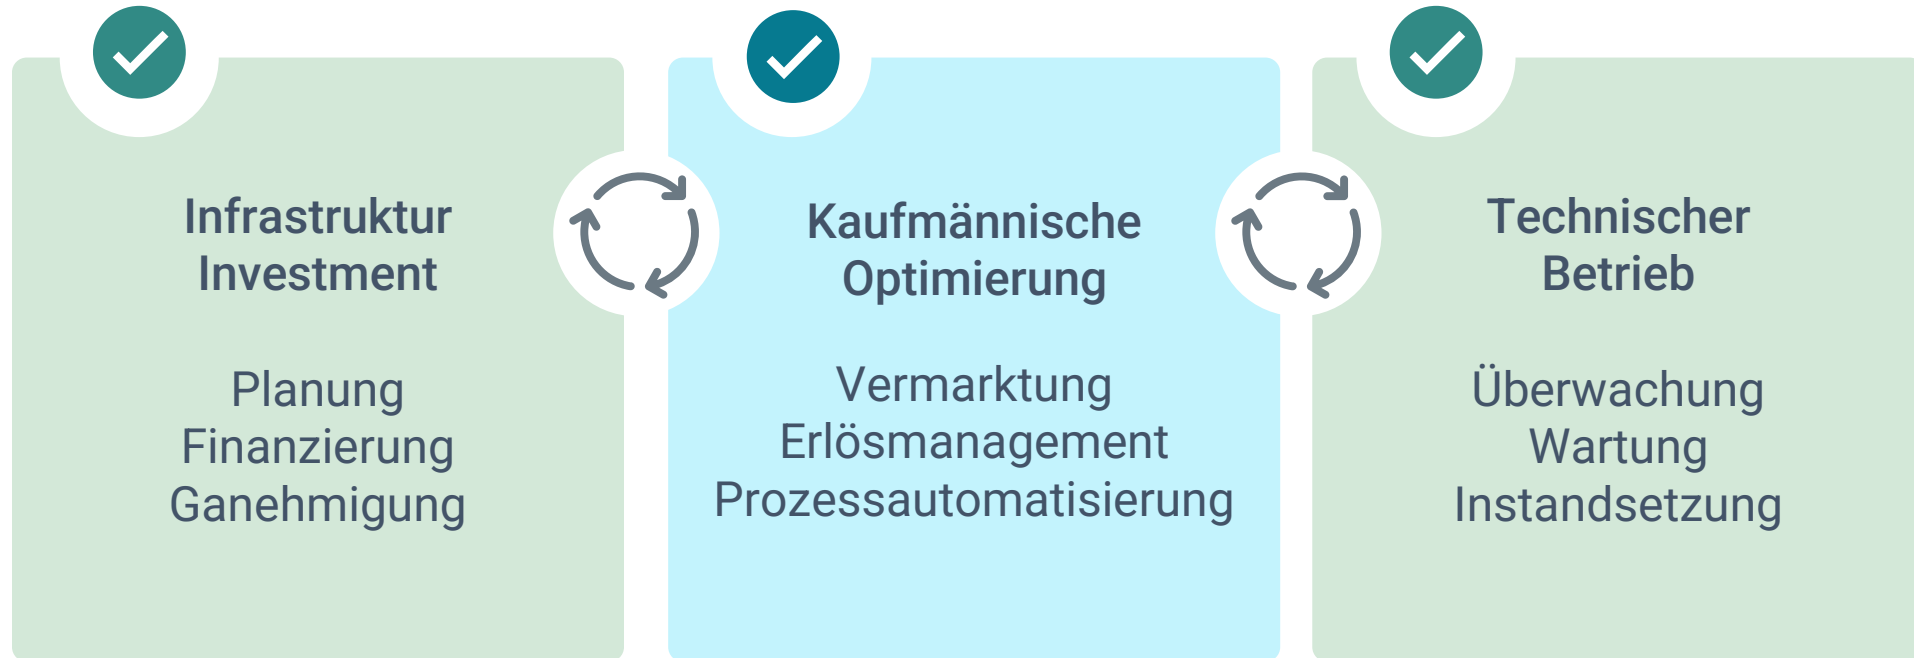 Infrastruktur
Investment
Planung
Finanzierung
Ganehmigung
Kaufmännische
Optimierung
Vermarktung
Erlösmanagement
Prozessautomatisierung
Technischer
Betrieb
Überwachung
Wartung
Instandsetzung